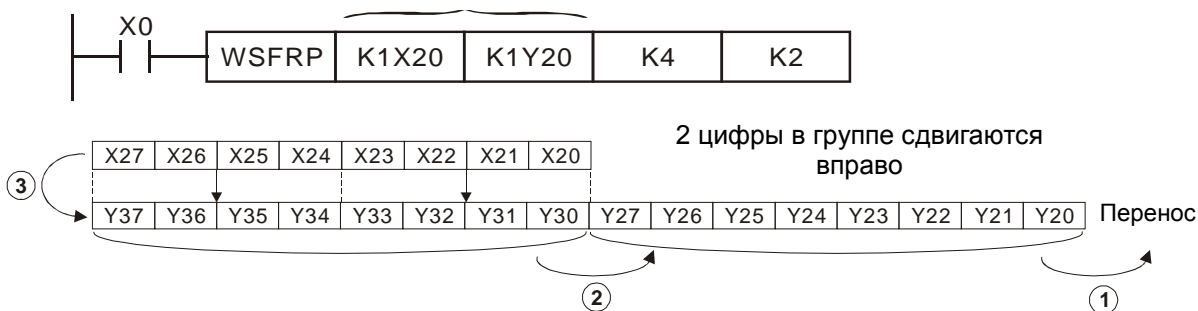 X0
WSFRP K1X20 K1Y20 K4 K2
2 цифры в группе сдвигаются
вправо
X27 X26 X25 X24 X23 X22 X21 X20
3
Y37 Y36 Y35 Y34 Y33 Y32 Y31 Y30 Y27 Y26 Y25 Y24 Y23 Y22 Y21 Y20 Перенос
2
1